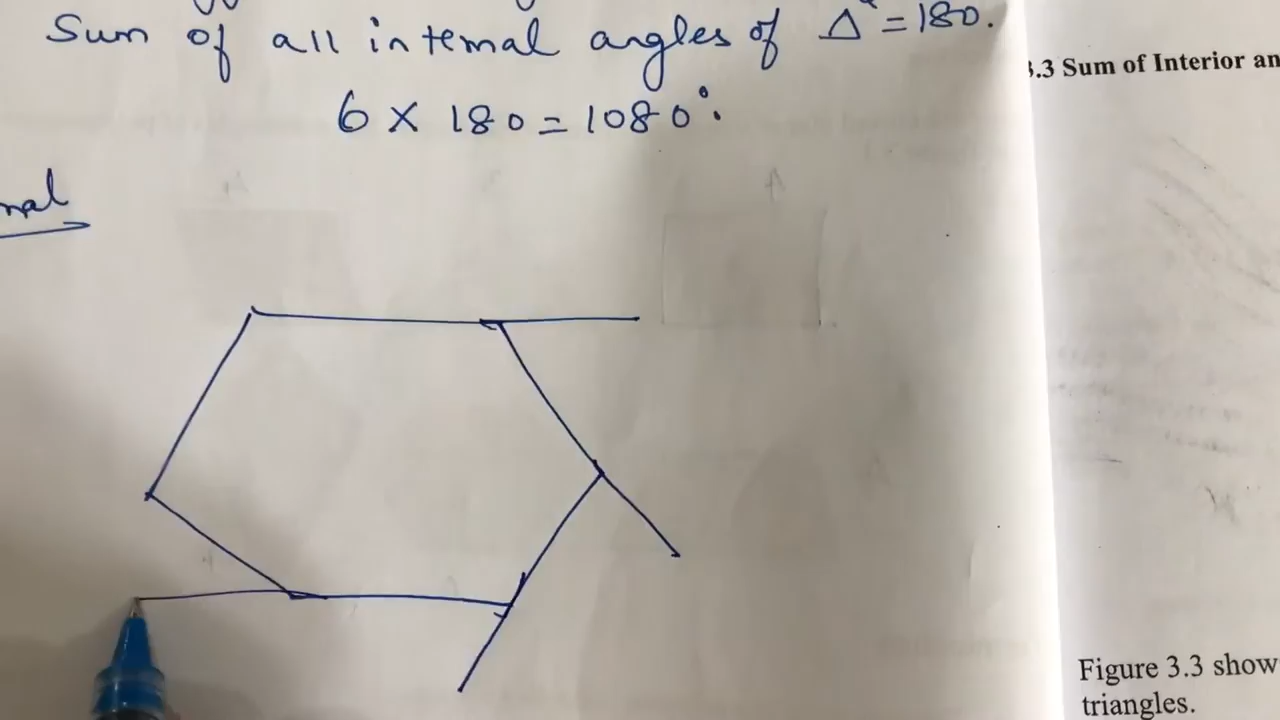 Sum of all internal angles of Δ = 180.
6 × 180 = 1080°.
3.3 Sum of Interior an
nal
Figure 3.3 show
triangles.